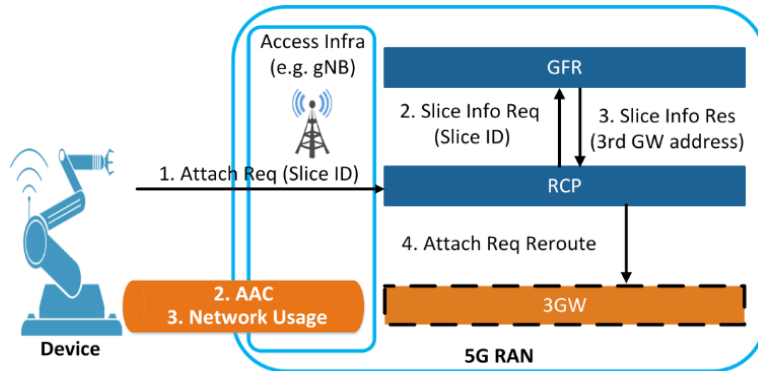 Access Infra
(e.g. gNB)
GFR
2. Slice Info Req
(Slice ID)
3. Slice Info Res
(3rd GW address)
1. Attach Req (Slice ID)
RCP
4. Attach Req Reroute
2. AAC
3. Network Usage
3GW
Device
5G RAN